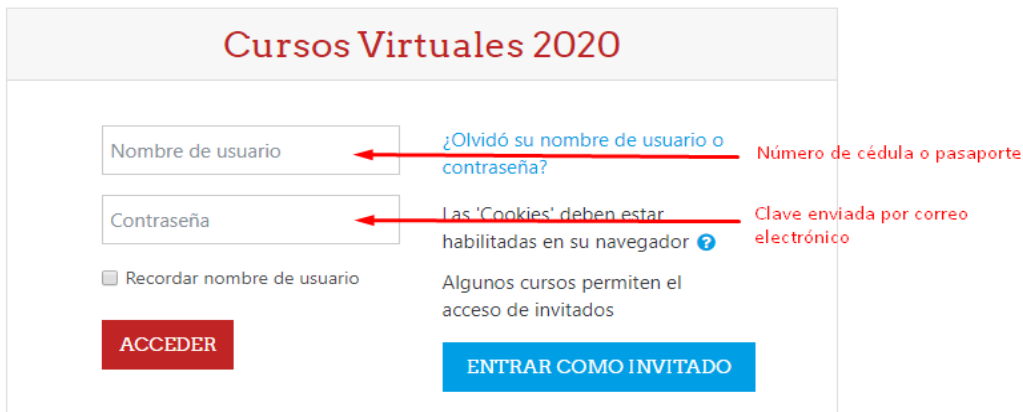 Cursos Virtuales 2020
Nombre de usuario
Contraseña
Recordar nombre de usuario
ACCEDER
¿Olvidó su nombre de usuario o
contraseña?
Las 'Cookies' deben estar
habilitadas en su navegador ?
Algunos cursos permiten el
acceso de invitados
ENTRAR COMO INVITADO
Número de cédula o pasaporte
Clave enviada por correo
electrónico